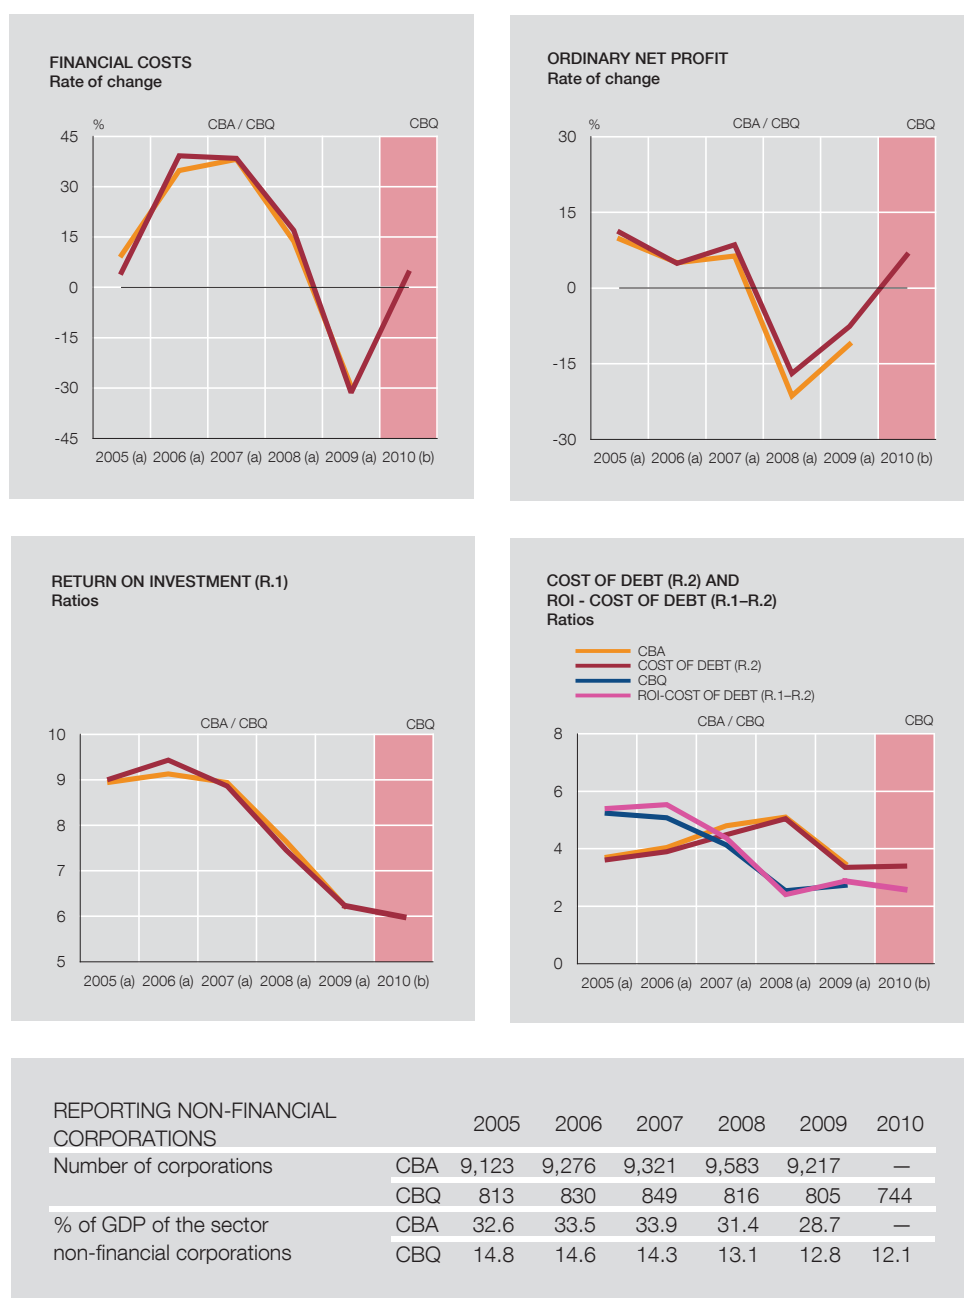 FINANCIAL COSTS
Rate of change
% CBA / CBQ CBQ
45
30
15
0
-15
-30
-45
2005 (a) 2006 (a) 2007 (a) 2008 (a) 2009 (a) 2010 (b)
ORDINARY NET PROFIT
Rate of change
% CBA / CBQ CBQ
30
15
0
-15
-30
2005 (a) 2006 (a) 2007 (a) 2008 (a) 2009 (a) 2010 (b)
RETURN ON INVESTMENT (R.1)
Ratios
CBA / CBQ CBQ
10
9
8
7
6
5
2005 (a) 2006 (a) 2007 (a) 2008 (a) 2009 (a) 2010 (b)
COST OF DEBT (R.2) AND
ROI - COST OF DEBT (R.1–R.2)
Ratios
CBA
COST OF DEBT (R.2)
CBQ
ROI-COST OF DEBT (R.1–R.2)
CBA / CBQ CBQ
8
6
4
2
0
2005 (a) 2006 (a) 2007 (a) 2008 (a) 2009 (a) 2010 (b)
REPORTING NON-FINANCIAL
CORPORATIONS 2005 2006 2007 2008 2009 2010
Number of corporations CBA 9,123 9,276 9,321 9,583 9,217 —
CBQ 813 830 849 816 805 744
% of GDP of the sector CBA 32.6 33.5 33.9 31.4 28.7 —
non-financial corporations CBQ 14.8 14.6 14.3 13.1 12.8 12.1